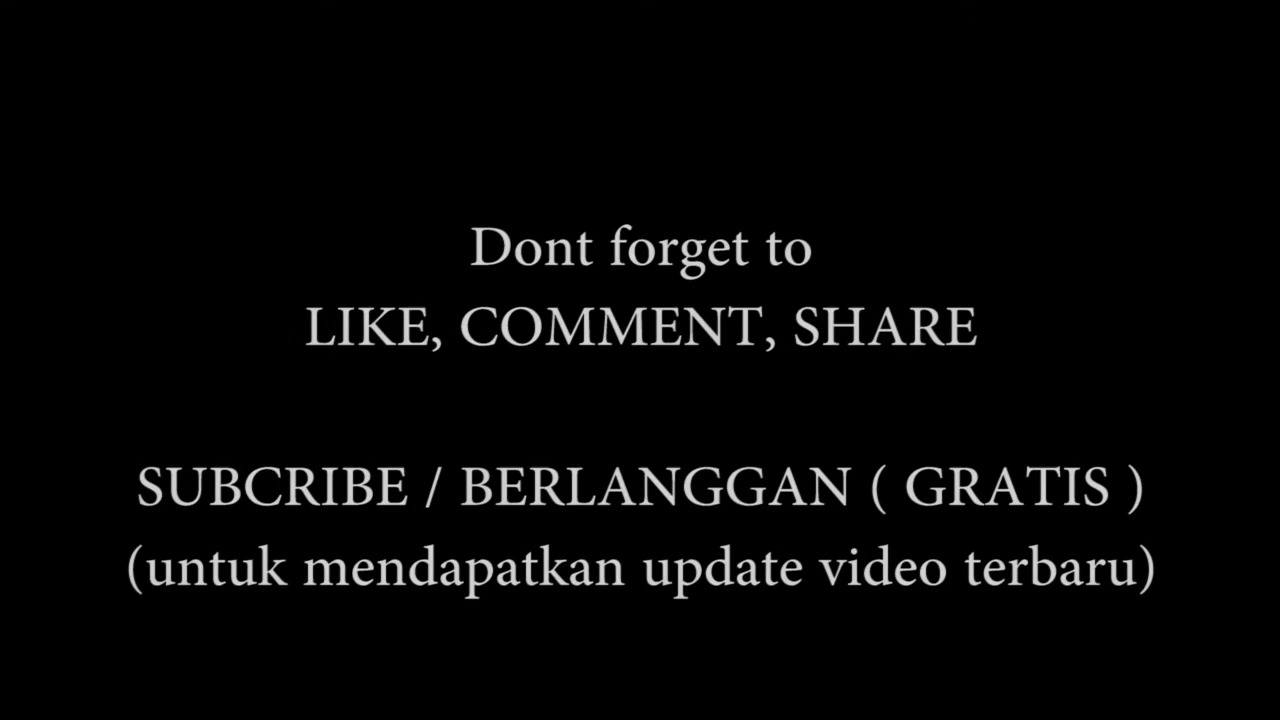 Dont forget to
LIKE, COMMENT, SHARE
SUBCRIBE / BERLANGGAN ( GRATIS )
(untuk mendapatkan update video terbaru)